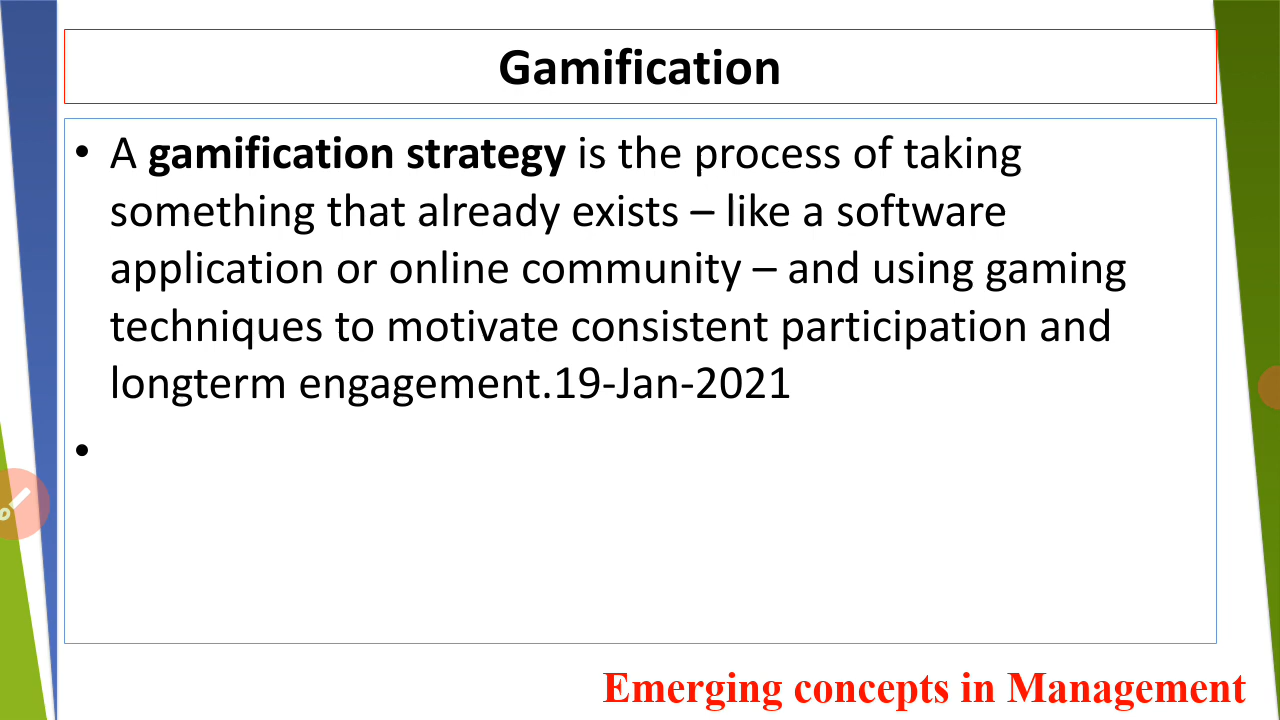 Gamification
• A gamification strategy is the process of taking
something that already exists – like a software
application or online community – and using gaming
techniques to motivate consistent participation and
longterm engagement.19-Jan-2021
•
Emerging concepts in Management